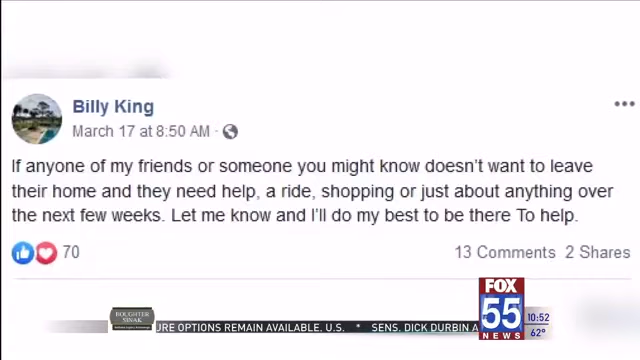 Billy King
March 17 at 8:50 AM ·
If anyone of my friends or someone you might know doesn't want to leave
their home and they need help, a ride, shopping or just about anything over
the next few weeks. Let me know and I'll do my best to be there To help.
70
13 Comments 2 Shares
FOX
55
NEWS
10:52
62°
BOUGHTER
SINAK
URE OPTIONS REMAIN AVAILABLE. U.S. * SENS. DICK DURBIN A